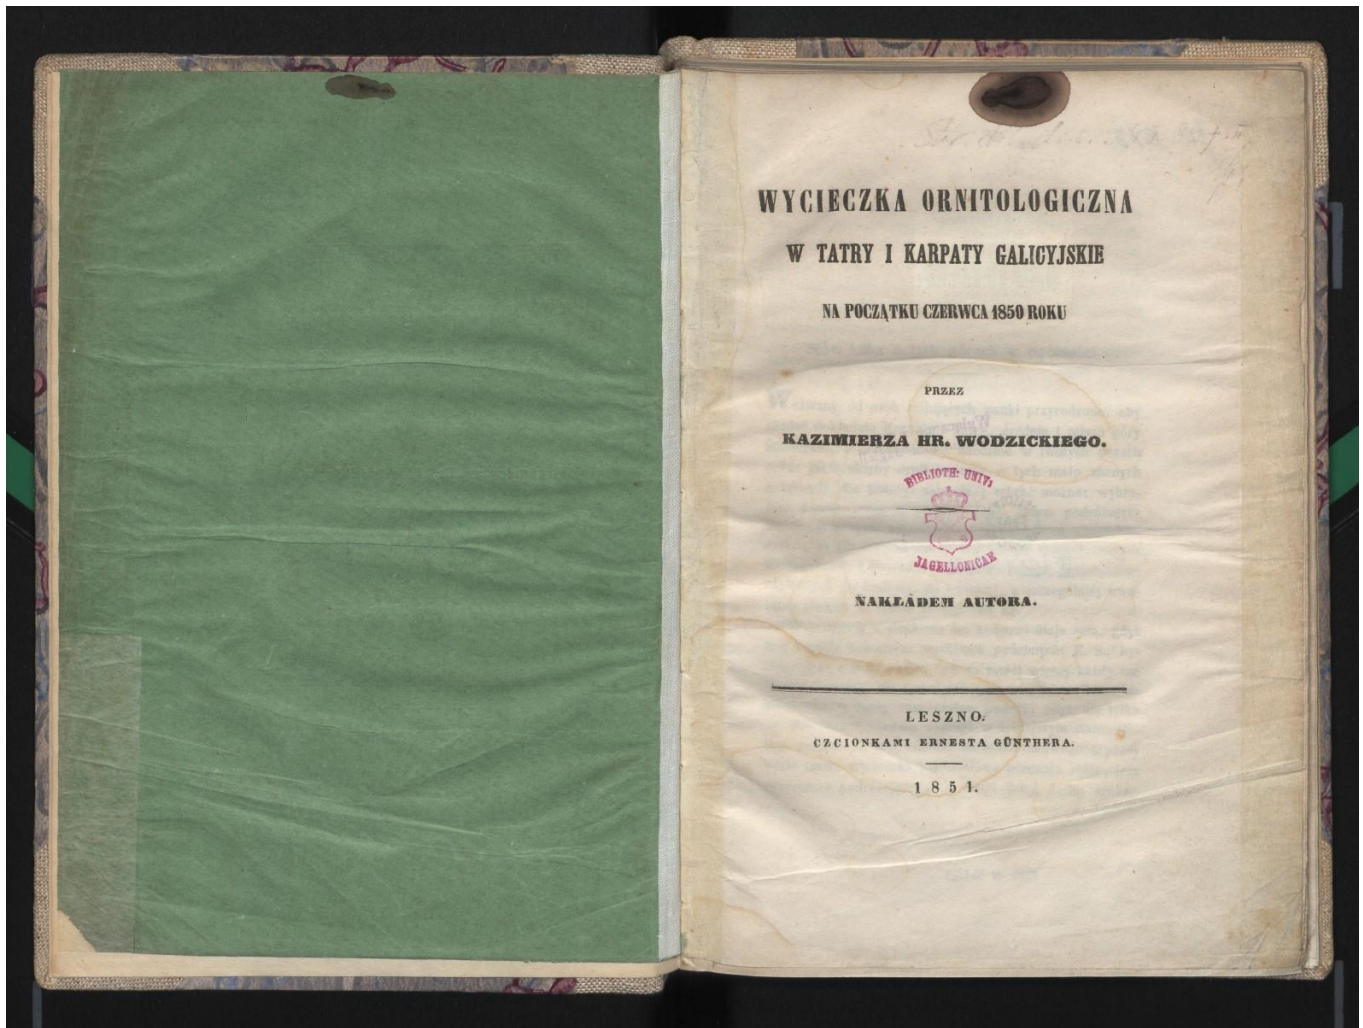 WYCIECZKA ORNITOLOGICZNA
W TATRY I KARPATY GALICYJSKIE
NA POCZĄTKU CZERWCA 1850 ROKU
PRZEZ
KAZIMIERZA HR. WODZICKIEGO.
BIBLIOTH: UNIV:
JAGELLONICAE
NAKŁADEM AUTORA.
LESZNO.
CZCIONKAMI ERNESTA GÜNTHERA.
1851.